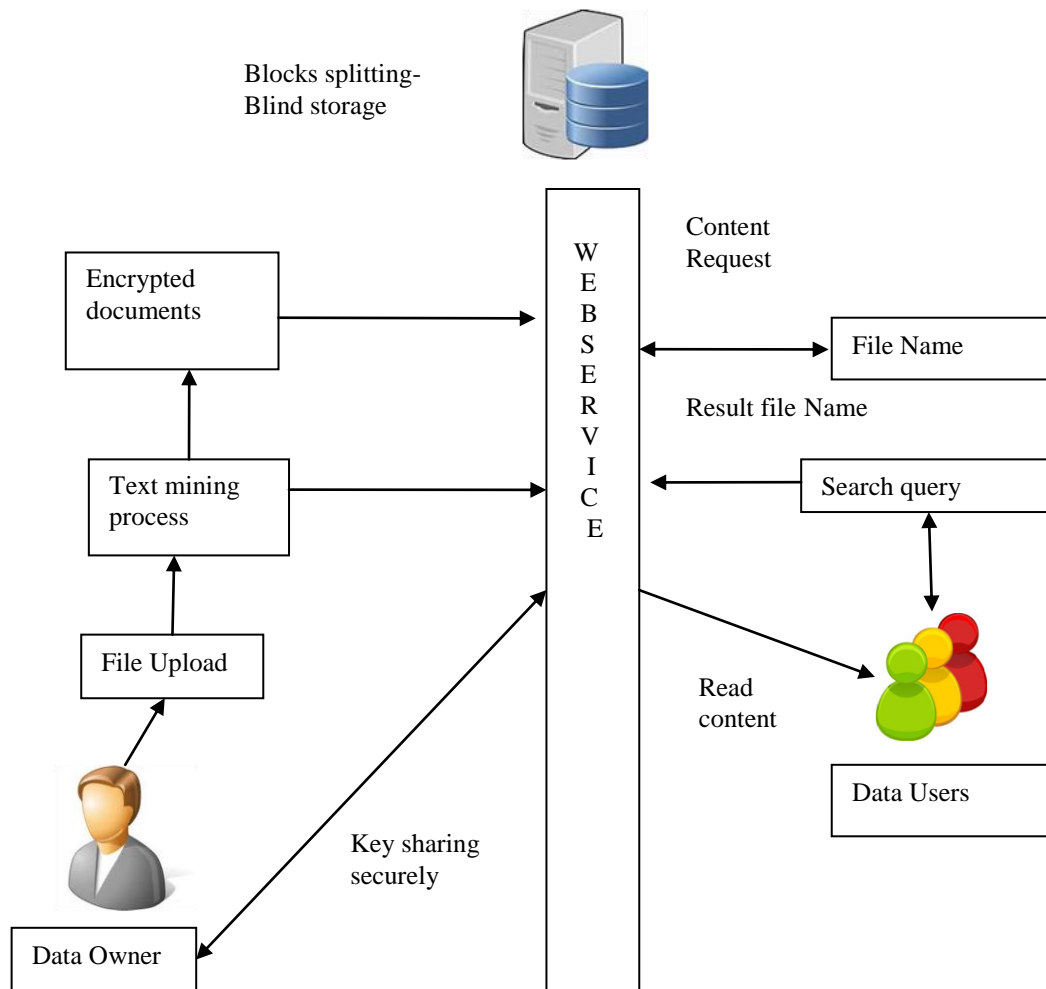 Blocks splitting-
Blind storage
Encrypted
documents
Text mining
process
File Upload
Data Owner
Key sharing
securely
W
E
B
S
E
R
V
I
C
E
Content
Request
File Name
Result file Name
Search query
Read
content
Data Users